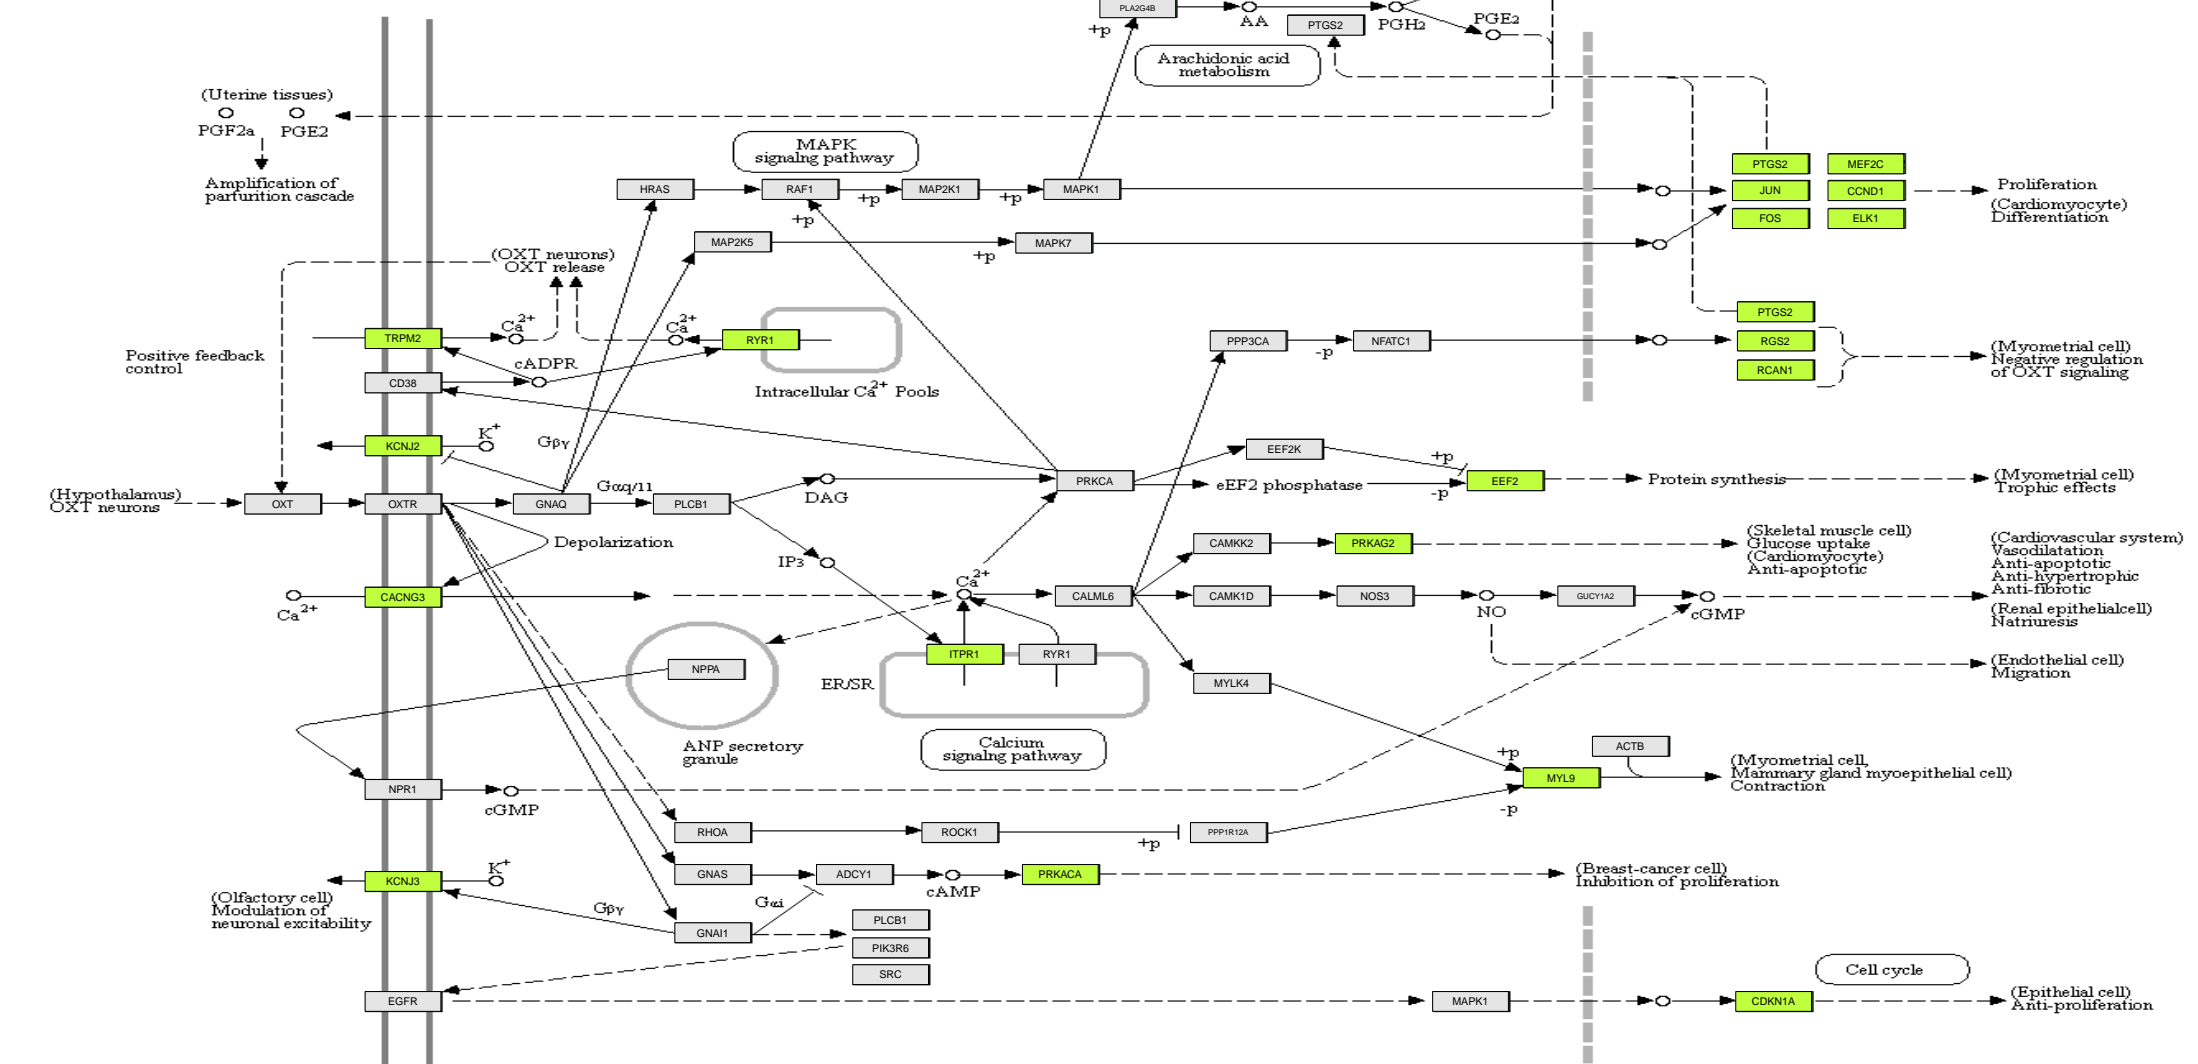 PLA2G4B
+p
AA
PTGS2
PGH2
PGE2
Arachidonic acid
metabolism
(Uterine tissues)
PGF2a
PGE2
Amplification of
parturition cascade
MAPK
signalng pathway
HRAS
RAF1
MAP2K1
MAPK1
+p
+p
+p
PTGS2
MEF2C
JUN
CCND1
FOS
ELK1
Proliferation
(Cardiomyocyte)
Differentiation
MAP2K5
MAPK7
+p
(OXT neurons)
OXT release
TRPM2
Ca2+
Ca2+
RYR1
cADPR
CD38
Intracellular Ca2+ Pools
Positive feedback
control
PPP3CA
-p
NFATC1
PTGS2
RGS2
RCAN1
(Myometrial cell)
Negative regulation
of OXT signaling
KCNJ2
K+
Gβγ
EEF2K
+p
PRKCA
eEF2 phosphatase
-p
EEF2
Protein synthesis
(Myometrial cell)
Trophic effects
(Hypothalamus)
OXT neurons
OXT
OXTR
GNAQ
Gαq/11
PLCB1
DAG
Depolarization
IP3
CAMKK2
PRKAG2
(Skeletal muscle cell)
Glucose uptake
(Cardiomyocyte)
Anti-apoptotic
(Cardiovascular system)
Vasodilatation
Anti-apoptotic
Anti-hypertrophic
Anti-fibrotic
(Renal epithelialcell)
Natriuresis
Ca2+
CACNG3
Ca2+
CALML6
CAMK1D
NOS3
NO
GUCY1A2
cGMP
ITPR1
RYR1
ER/SR
NPPA
ANP secretory
granule
MYLK4
(Endothelial cell)
Migration
Calcium
signalng pathway
+p
ACTB
MYL9
-p
(Myometrial cell,
Mammary gland myoepithelial cell)
Contraction
NPR1
cGMP
RHOA
ROCK1
+p
PPP1R12A
KCNJ3
K+
GNAS
ADCY1
cAMP
PRKACA
(Breast-cancer cell)
Inhibition of proliferation
(Olfactory cell)
Modulation of
neuronal excitability
Gβγ
Gαi
GNAI1
PLCB1
PIK3R6
SRC
EGFR
MAPK1
Cell cycle
CDKN1A
(Epithelial cell)
Anti-proliferation